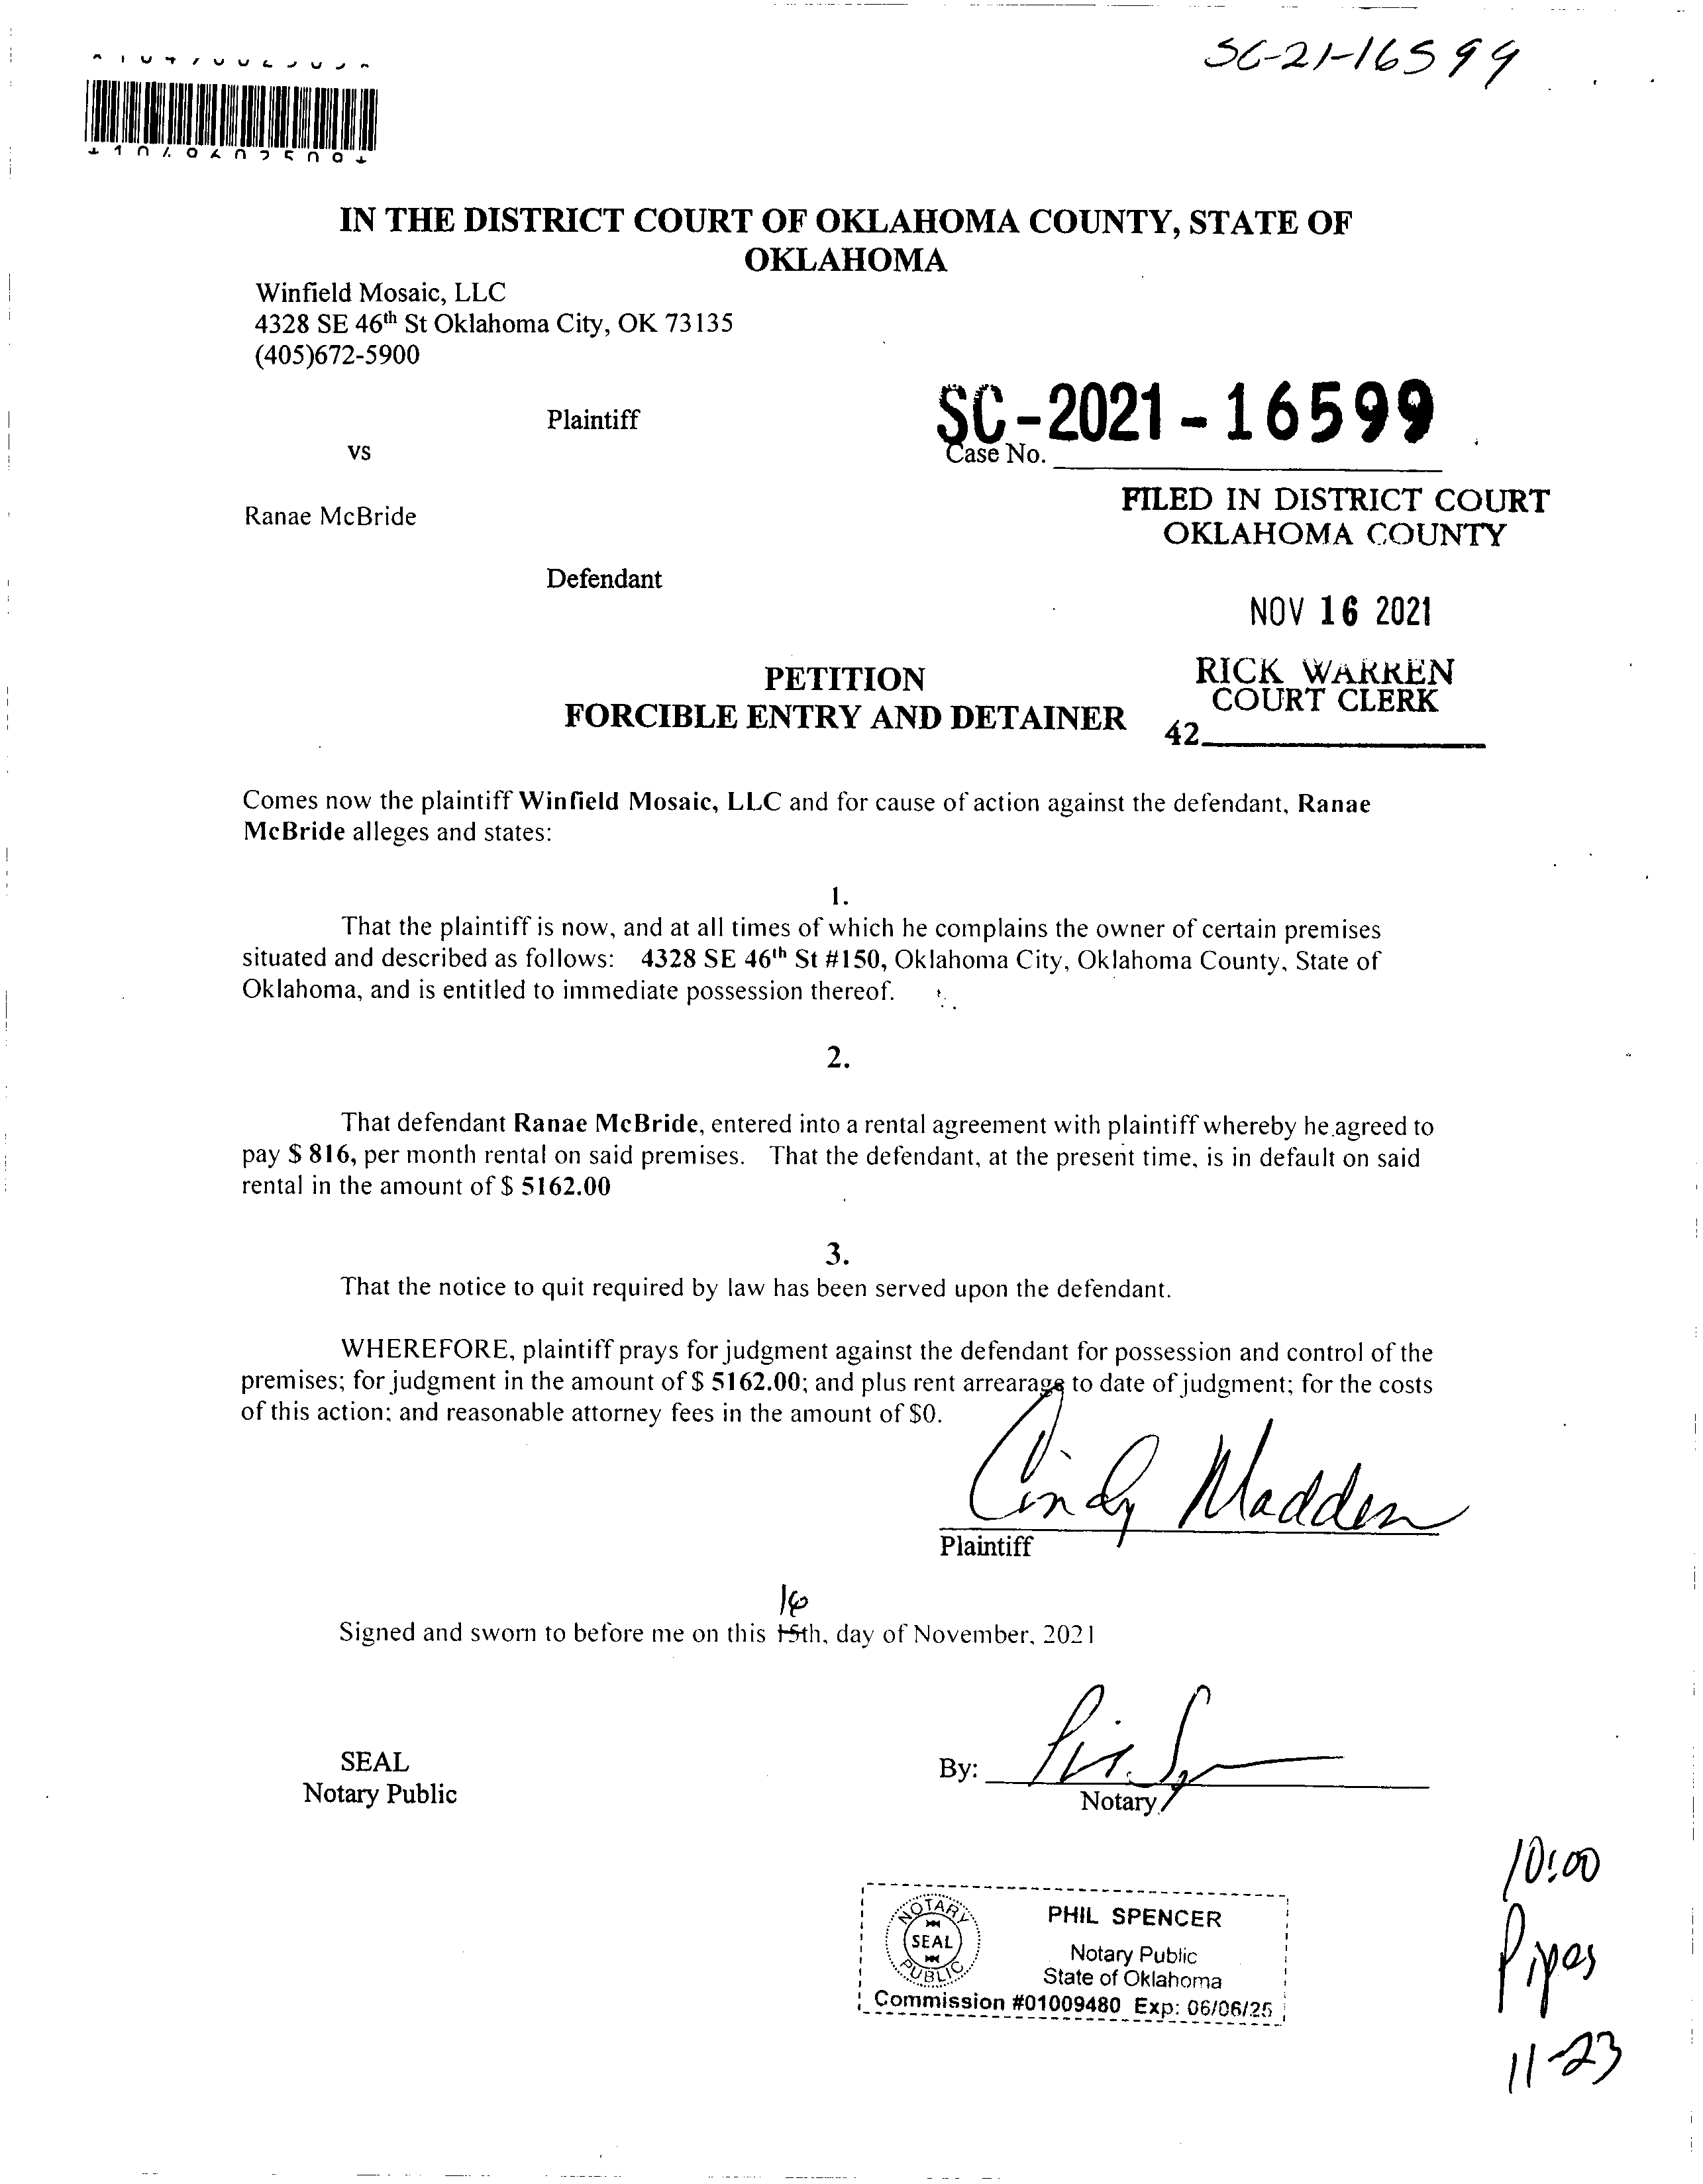 SC-21-16599
IN THE DISTRICT COURT OF OKLAHOMA COUNTY, STATE OF
OKLAHOMA
Winfield Mosaic, LLC
4328 SE 46th St Oklahoma City, OK 73135
(405)672-5900
Plaintiff
SC-2021-16599
vs
Case No.
FILED IN DISTRICT COURT
Ranae McBride
OKLAHOMA COUNTY
Defendant
NOV 16 2021
PETITION
RICK WARREN
COURT CLERK
FORCIBLE ENTRY AND DETAINER
42
Comes now the plaintiff Winfield Mosaic, LLC and for cause of action against the defendant, Ranae
McBride alleges and states:
1.
That the plaintiff is now, and at all times of which he complains the owner of certain premises
situated and described as follows: 4328 SE 46th St #150, Oklahoma City, Oklahoma County, State of
Oklahoma, and is entitled to immediate possession thereof.
2.
That defendant Ranae McBride, entered into a rental agreement with plaintiff whereby he agreed to
pay $ 816, per month rental on said premises. That the defendant, at the present time, is in default on said
rental in the amount of $ 5162.00
3.
That the notice to quit required by law has been served upon the defendant.
WHEREFORE, plaintiff prays for judgment against the defendant for possession and control of the
premises; for judgment in the amount of $ 5162.00; and plus rent arrearage to date of judgment; for the costs
of this action; and reasonable attorney fees in the amount of $0.
Cindy Madden
Plaintiff
16
Signed and sworn to before me on this 15th, day of November, 2021
SEAL
By:
Notary Public
Notary
10:00
NOTARY
PHIL SPENCER
SEAL
Notary Public
PUBLIC
State of Oklahoma
Pipes
Commission #01009480 Exp: 06/06/25
11-23